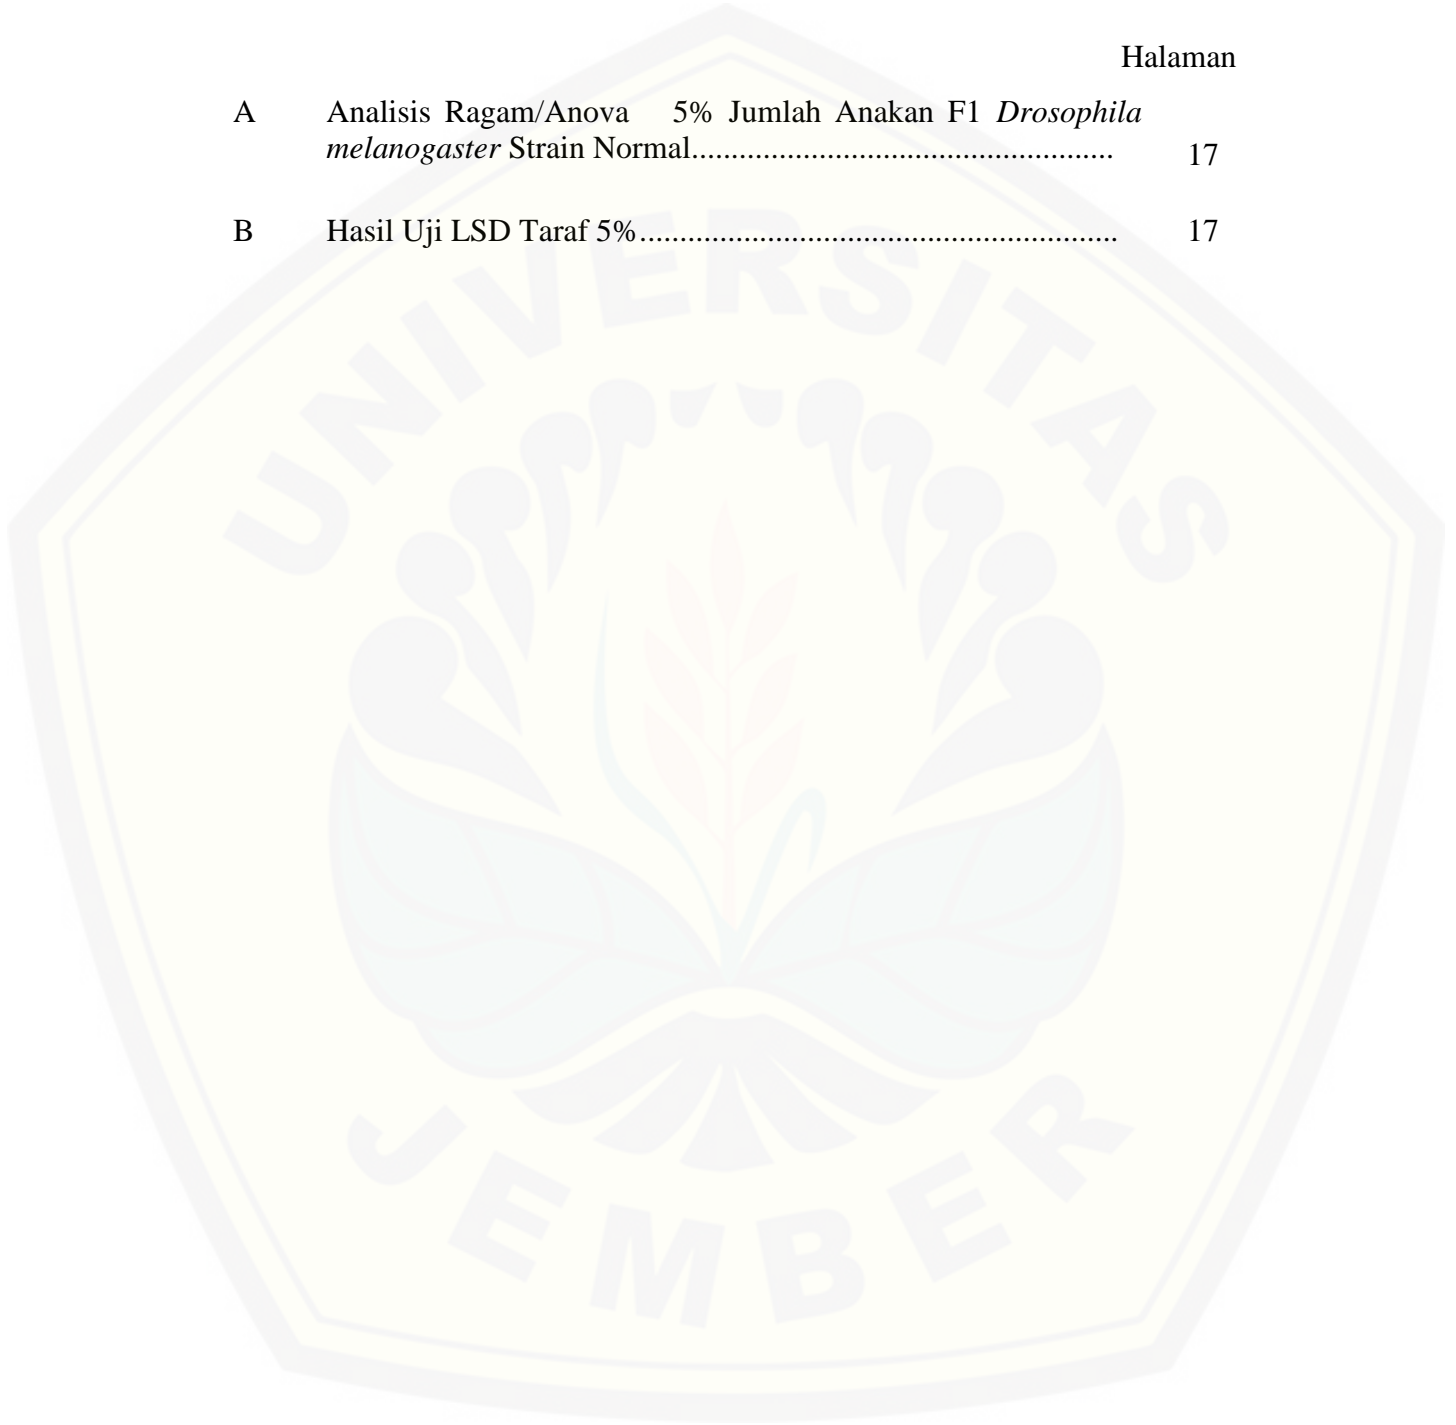 Halaman
A Analisis Ragam/Anova 5% Jumlah Anakan F1 Drosophila
melanogaster Strain Normal..................................................... 17
B Hasil Uji LSD Taraf 5%............................................................ 17
UNIVERSITAS
JEMBER